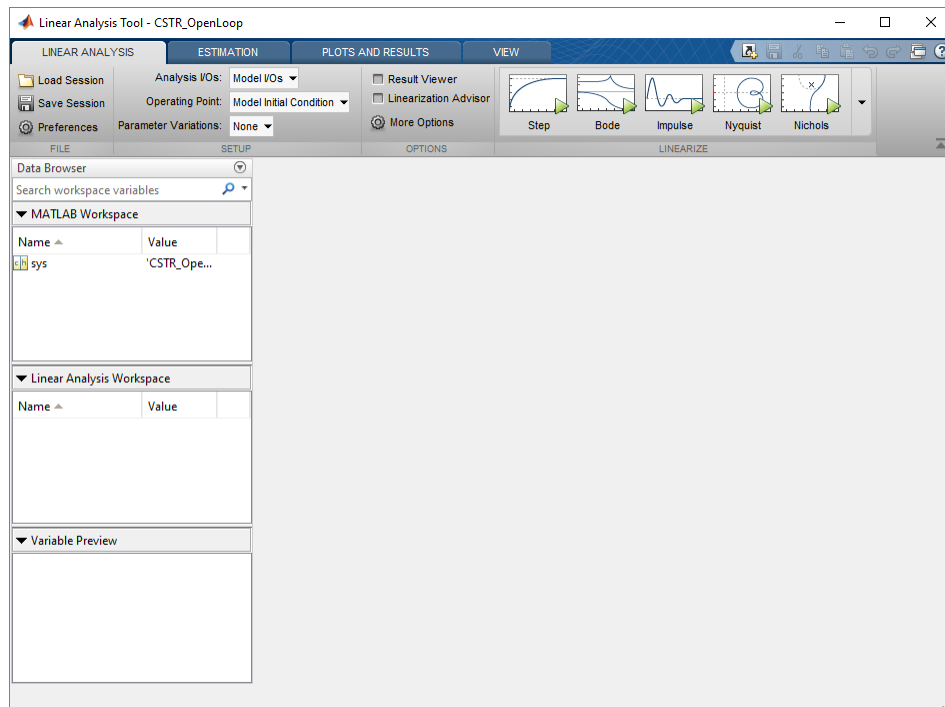 Linear Analysis Tool - CSTR_OpenLoop
LINEAR ANALYSIS ESTIMATION PLOTS AND RESULTS VIEW
Load Session
Save Session
Preferences
FILE
Analysis I/Os: Model I/Os
Operating Point: Model Initial Condition
Parameter Variations: None
SETUP
Result Viewer
Linearization Advisor
More Options
OPTIONS
Step Bode Impulse Nyquist Nichols
LINEARIZE
Data Browser
Search workspace variables
MATLAB Workspace
Name Value
sys 'CSTR_Ope...
Linear Analysis Workspace
Name Value
Variable Preview